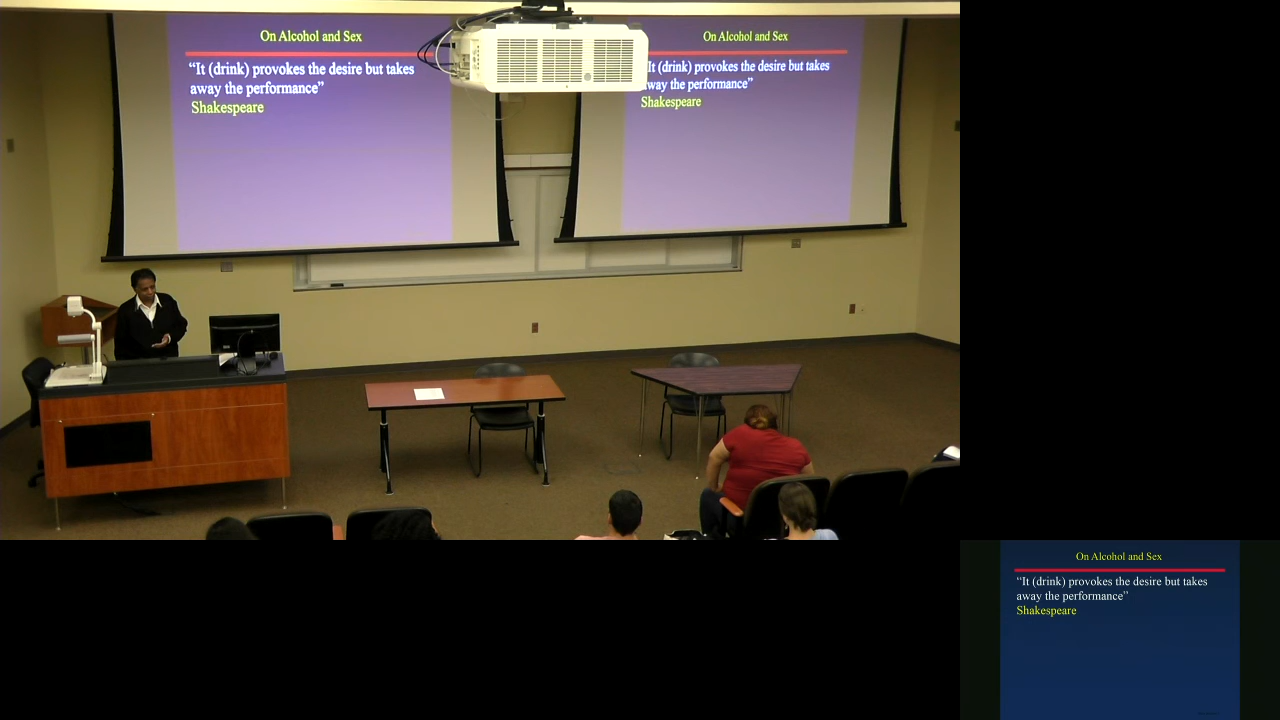 On Alcohol and Sex
“It (drink) provokes the desire but takes
away the performance”
Shakespeare
On Alcohol and Sex
It (drink) provokes the desire but takes
away the performance”
Shakespeare
On Alcohol and Sex
“It (drink) provokes the desire but takes
away the performance”
Shakespeare